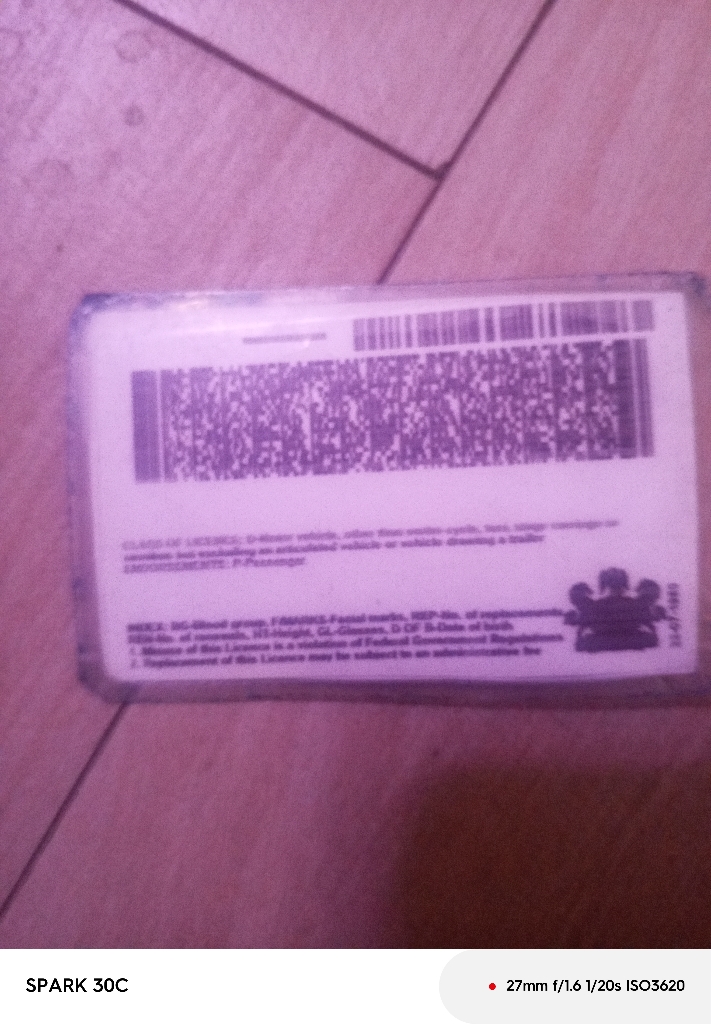 CLASS OF LICENCE: D-Motor vehicle, other than motor-cycle, taxi, stage carriage or
omnibus but excluding an articulated vehicle or vehicle drawing a trailer
ENDORSEMENTS: P-Passenger
INDEX: BG-Blood group, F/MARKS-Facial marks, REP-No. of replacements,
REN-No. of renewals, HT-Height, GL-Glasses, D OF B-Date of birth
1. Misuse of this Licence is a violation of Federal Government Regulations
2. Replacement of this Licence may be subject to an administrative fee
SPARK 30C
27mm f/1.6 1/20s ISO3620